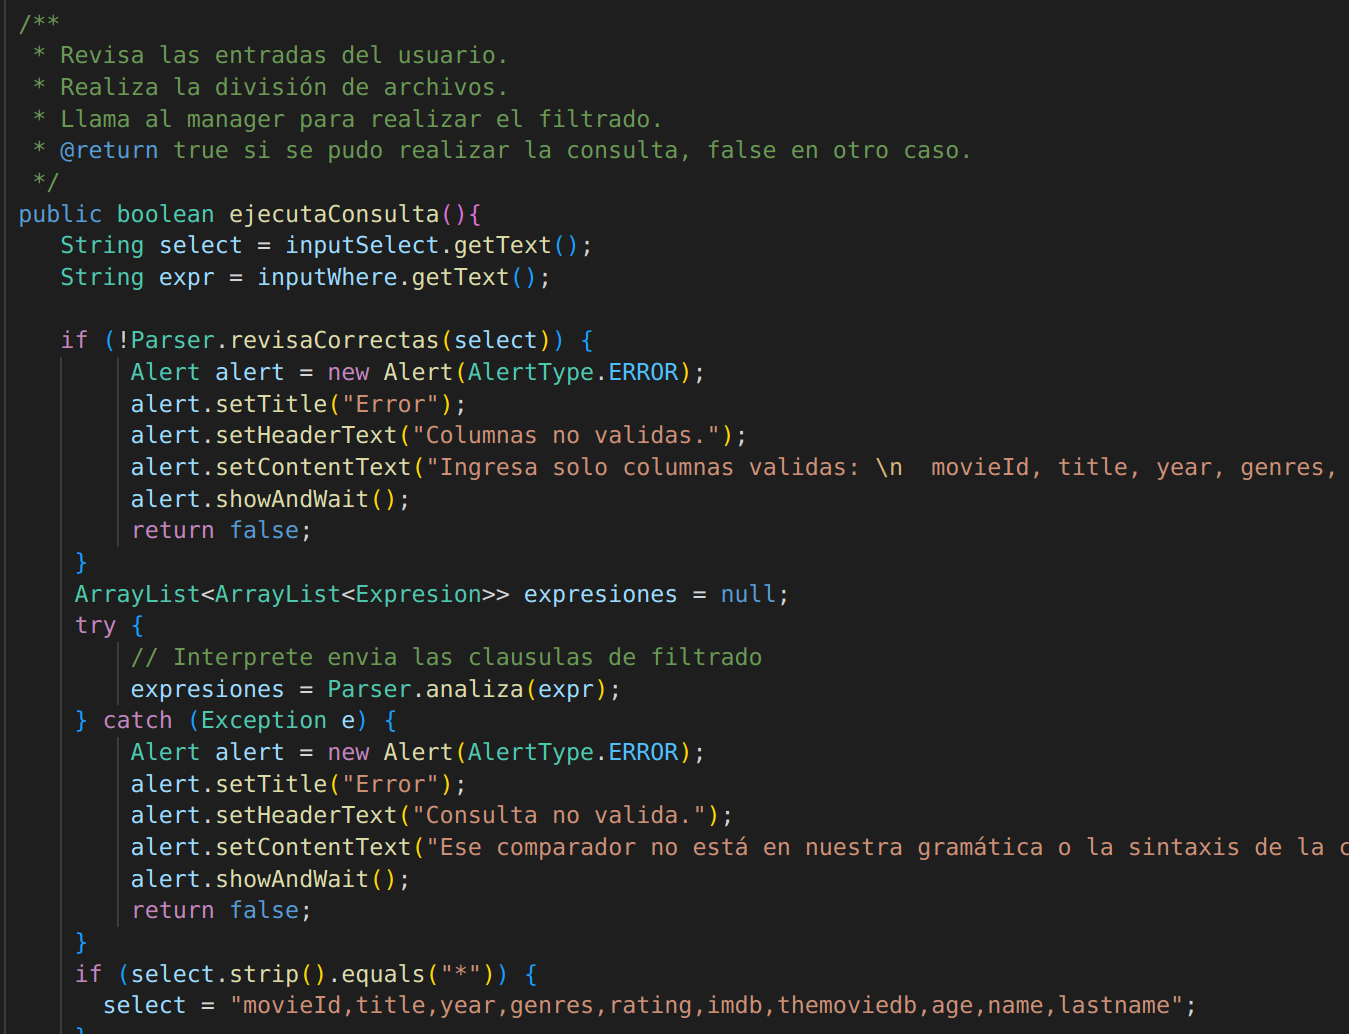 /**
 * Revisa las entradas del usuario.
 * Realiza la división de archivos.
 * Llama al manager para realizar el filtrado.
 * @return true si se pudo realizar la consulta, false en otro caso.
 */
public boolean ejecutaConsulta(){
   String select = inputSelect.getText();
   String expr = inputWhere.getText();

   if (!Parser.revisaCorrectas(select)) {
        Alert alert = new Alert(AlertType.ERROR);
        alert.setTitle("Error");
        alert.setHeaderText("Columnas no validas.");
        alert.setContentText("Ingresa solo columnas validas: \n  movieId, title, year, genres,
        alert.showAndWait();
        return false;
    }
    ArrayList<ArrayList<Expresion>> expresiones = null;
    try {
        // Interprete envia las clausulas de filtrado
        expresiones = Parser.analiza(expr);
    } catch (Exception e) {
        Alert alert = new Alert(AlertType.ERROR);
        alert.setTitle("Error");
        alert.setHeaderText("Consulta no valida.");
        alert.setContentText("Ese comparador no está en nuestra gramática o la sintaxis de la
        alert.showAndWait();
        return false;
    }
    if (select.strip().equals("*")) {
      select = "movieId,title,year,genres,rating,imdb,themoviedb,age,name,lastname";